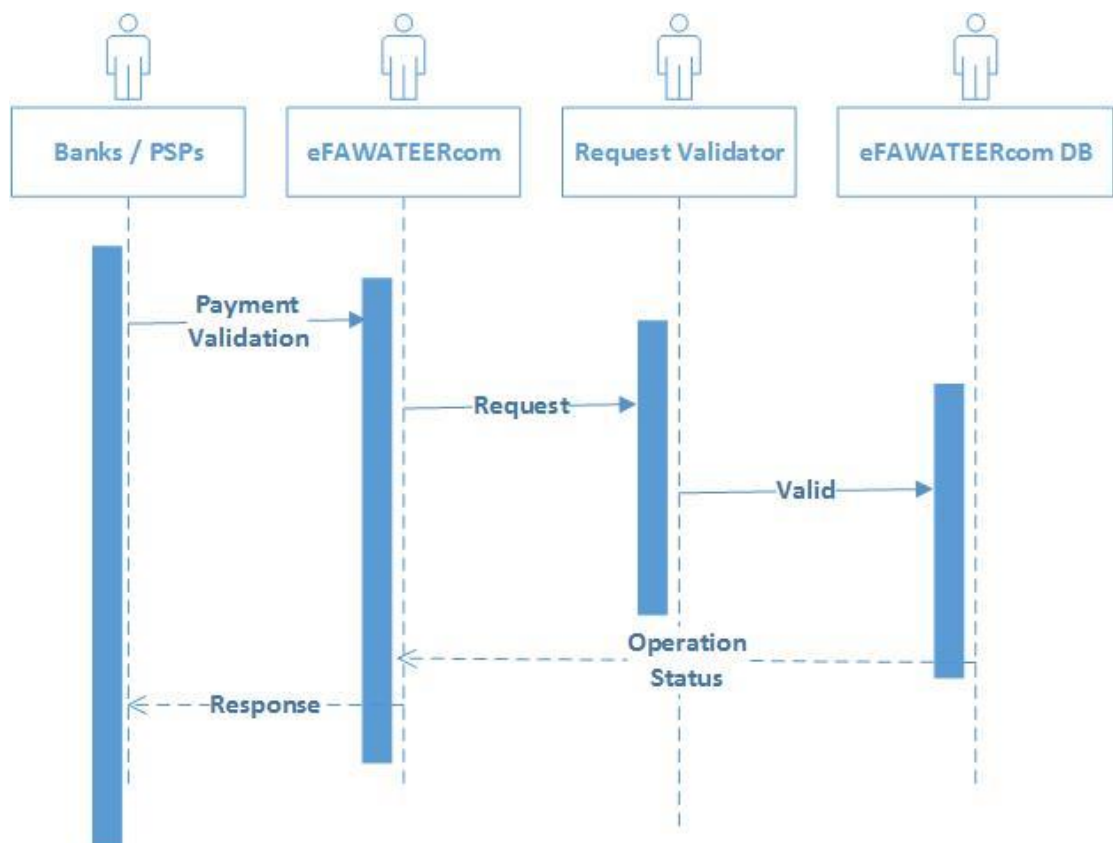 Banks / PSPs
eFAWATEERcom
Request Validator
eFAWATEERcom DB
Payment
Validation
Request
Valid
Operation
Status
Response